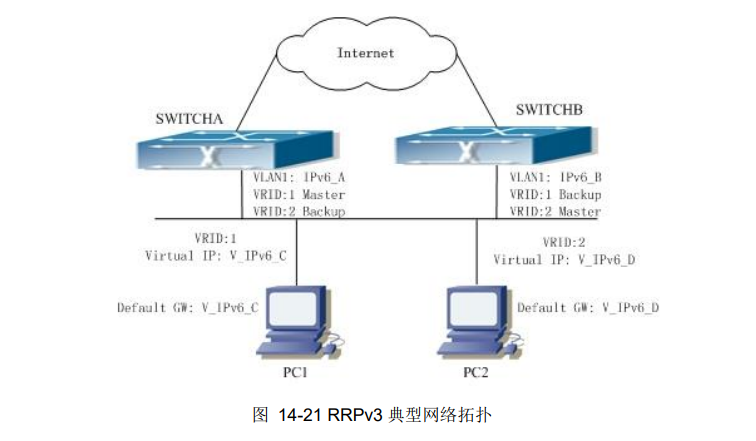 Internet
SWITCHA
SWITCHB
VLAN1: IPv6_A
VRID:1 Master
VRID:2 Backup
VLAN1: IPv6_B
VRID:1 Backup
VRID:2 Master
VRID:1
Virtual IP: V_IPv6_C
VRID:2
Virtual IP: V_IPv6_D
Default GW: V_IPv6_C
Default GW: V_IPv6_D
PC1
PC2
图 14-21 RRPv3 典型网络拓扑